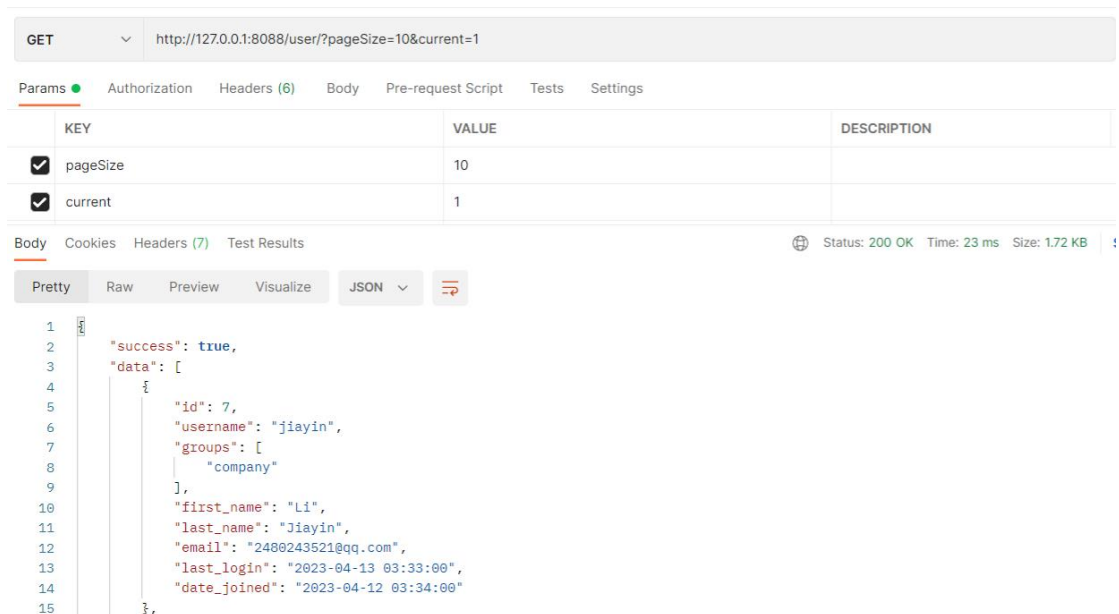 GET http://127.0.0.1:8088/user/?pageSize=10&current=1
Params Authorization Headers (6) Body Pre-request Script Tests Settings
KEY VALUE DESCRIPTION
pageSize 10
current 1
Body Cookies Headers (7) Test Results Status: 200 OK Time: 23 ms Size: 1.72 KB
Pretty Raw Preview Visualize JSON
1 {
2 "success": true,
3 "data": [
4 {
5 "id": 7,
6 "username": "jiayin",
7 "groups": [
8 "company"
9 ],
10 "first_name": "Li",
11 "last_name": "Jiayin",
12 "email": "2480243521@qq.com",
13 "last_login": "2023-04-13 03:33:00",
14 "date_joined": "2023-04-12 03:34:00"
15 },